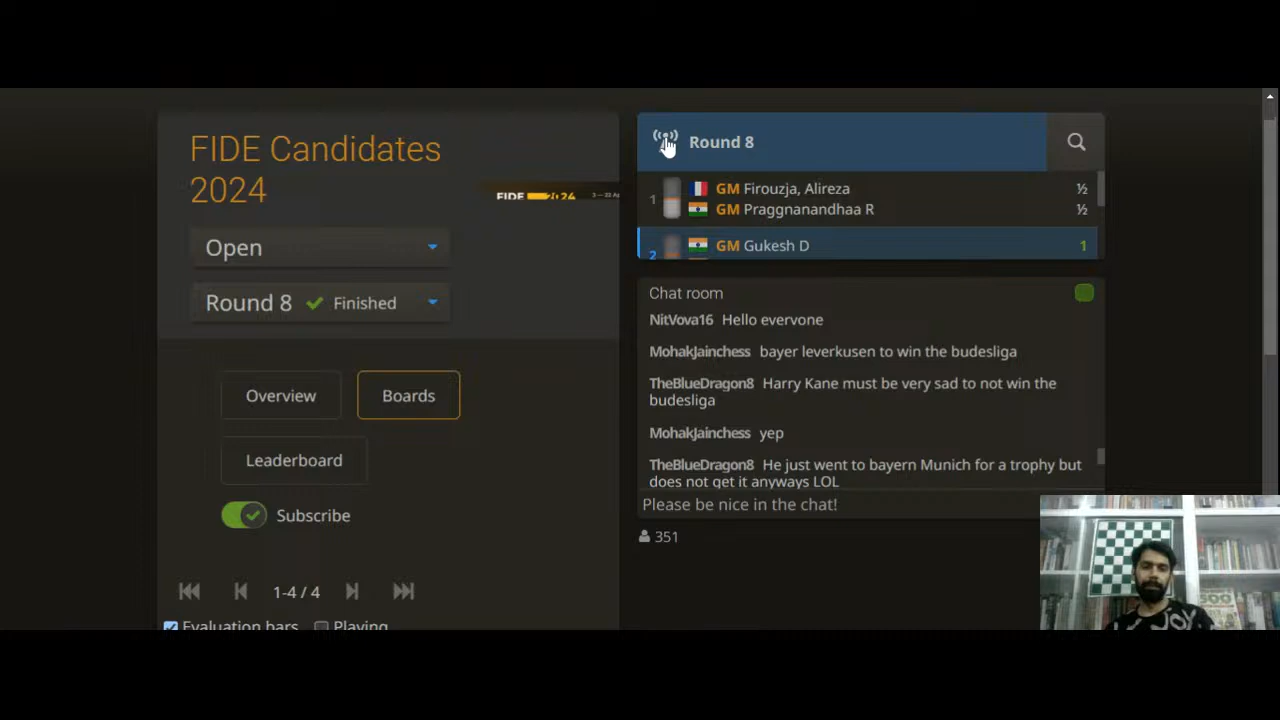 FIDE Candidates
2024
FIDE 2024
Open
Round 8 Finished
Overview Boards
Leaderboard
Subscribe
1-4 / 4
Evaluation bars Playing
Round 8
1 GM Firouzja, Alireza ½
GM Praggnanandhaa R ½
2 GM Gukesh D 1
Chat room
NitVova16 Hello everyone
MohakJainchess bayer leverkusen to win the budesliga
TheBlueDragon8 Harry Kane must be very sad to not win the
budesliga
MohakJainchess yep
TheBlueDragon8 He just went to bayern Munich for a trophy but
does not get it anyways LOL
Please be nice in the chat!
351